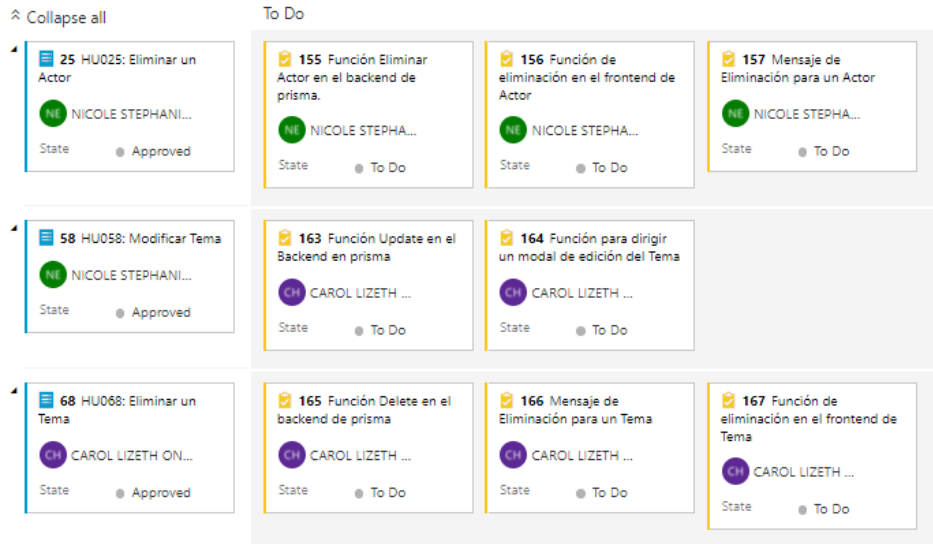 Collapse all
To Do
25 HU025: Eliminar un
Actor
NE NICOLE STEPHANI...
State Approved
155 Función Eliminar
Actor en el backend de
prisma.
NE NICOLE STEPHA...
State To Do
156 Función de
eliminación en el frontend de
Actor
NE NICOLE STEPHA...
State To Do
157 Mensaje de
Eliminación para un Actor
NE NICOLE STEPHA...
State To Do
58 HU058: Modificar Tema
NE NICOLE STEPHANI...
State Approved
163 Función Update en el
Backend en prisma
CH CAROL LIZETH ...
State To Do
164 Función para dirigir
un modal de edición del Tema
CH CAROL LIZETH ...
State To Do
68 HU068: Eliminar un
Tema
CH CAROL LIZETH ON...
State Approved
165 Función Delete en el
backend de prisma
CH CAROL LIZETH ...
State To Do
166 Mensaje de
Eliminación para un Tema
CH CAROL LIZETH ...
State To Do
167 Función de
eliminación en el frontend de
Tema
CH CAROL LIZETH ...
State To Do